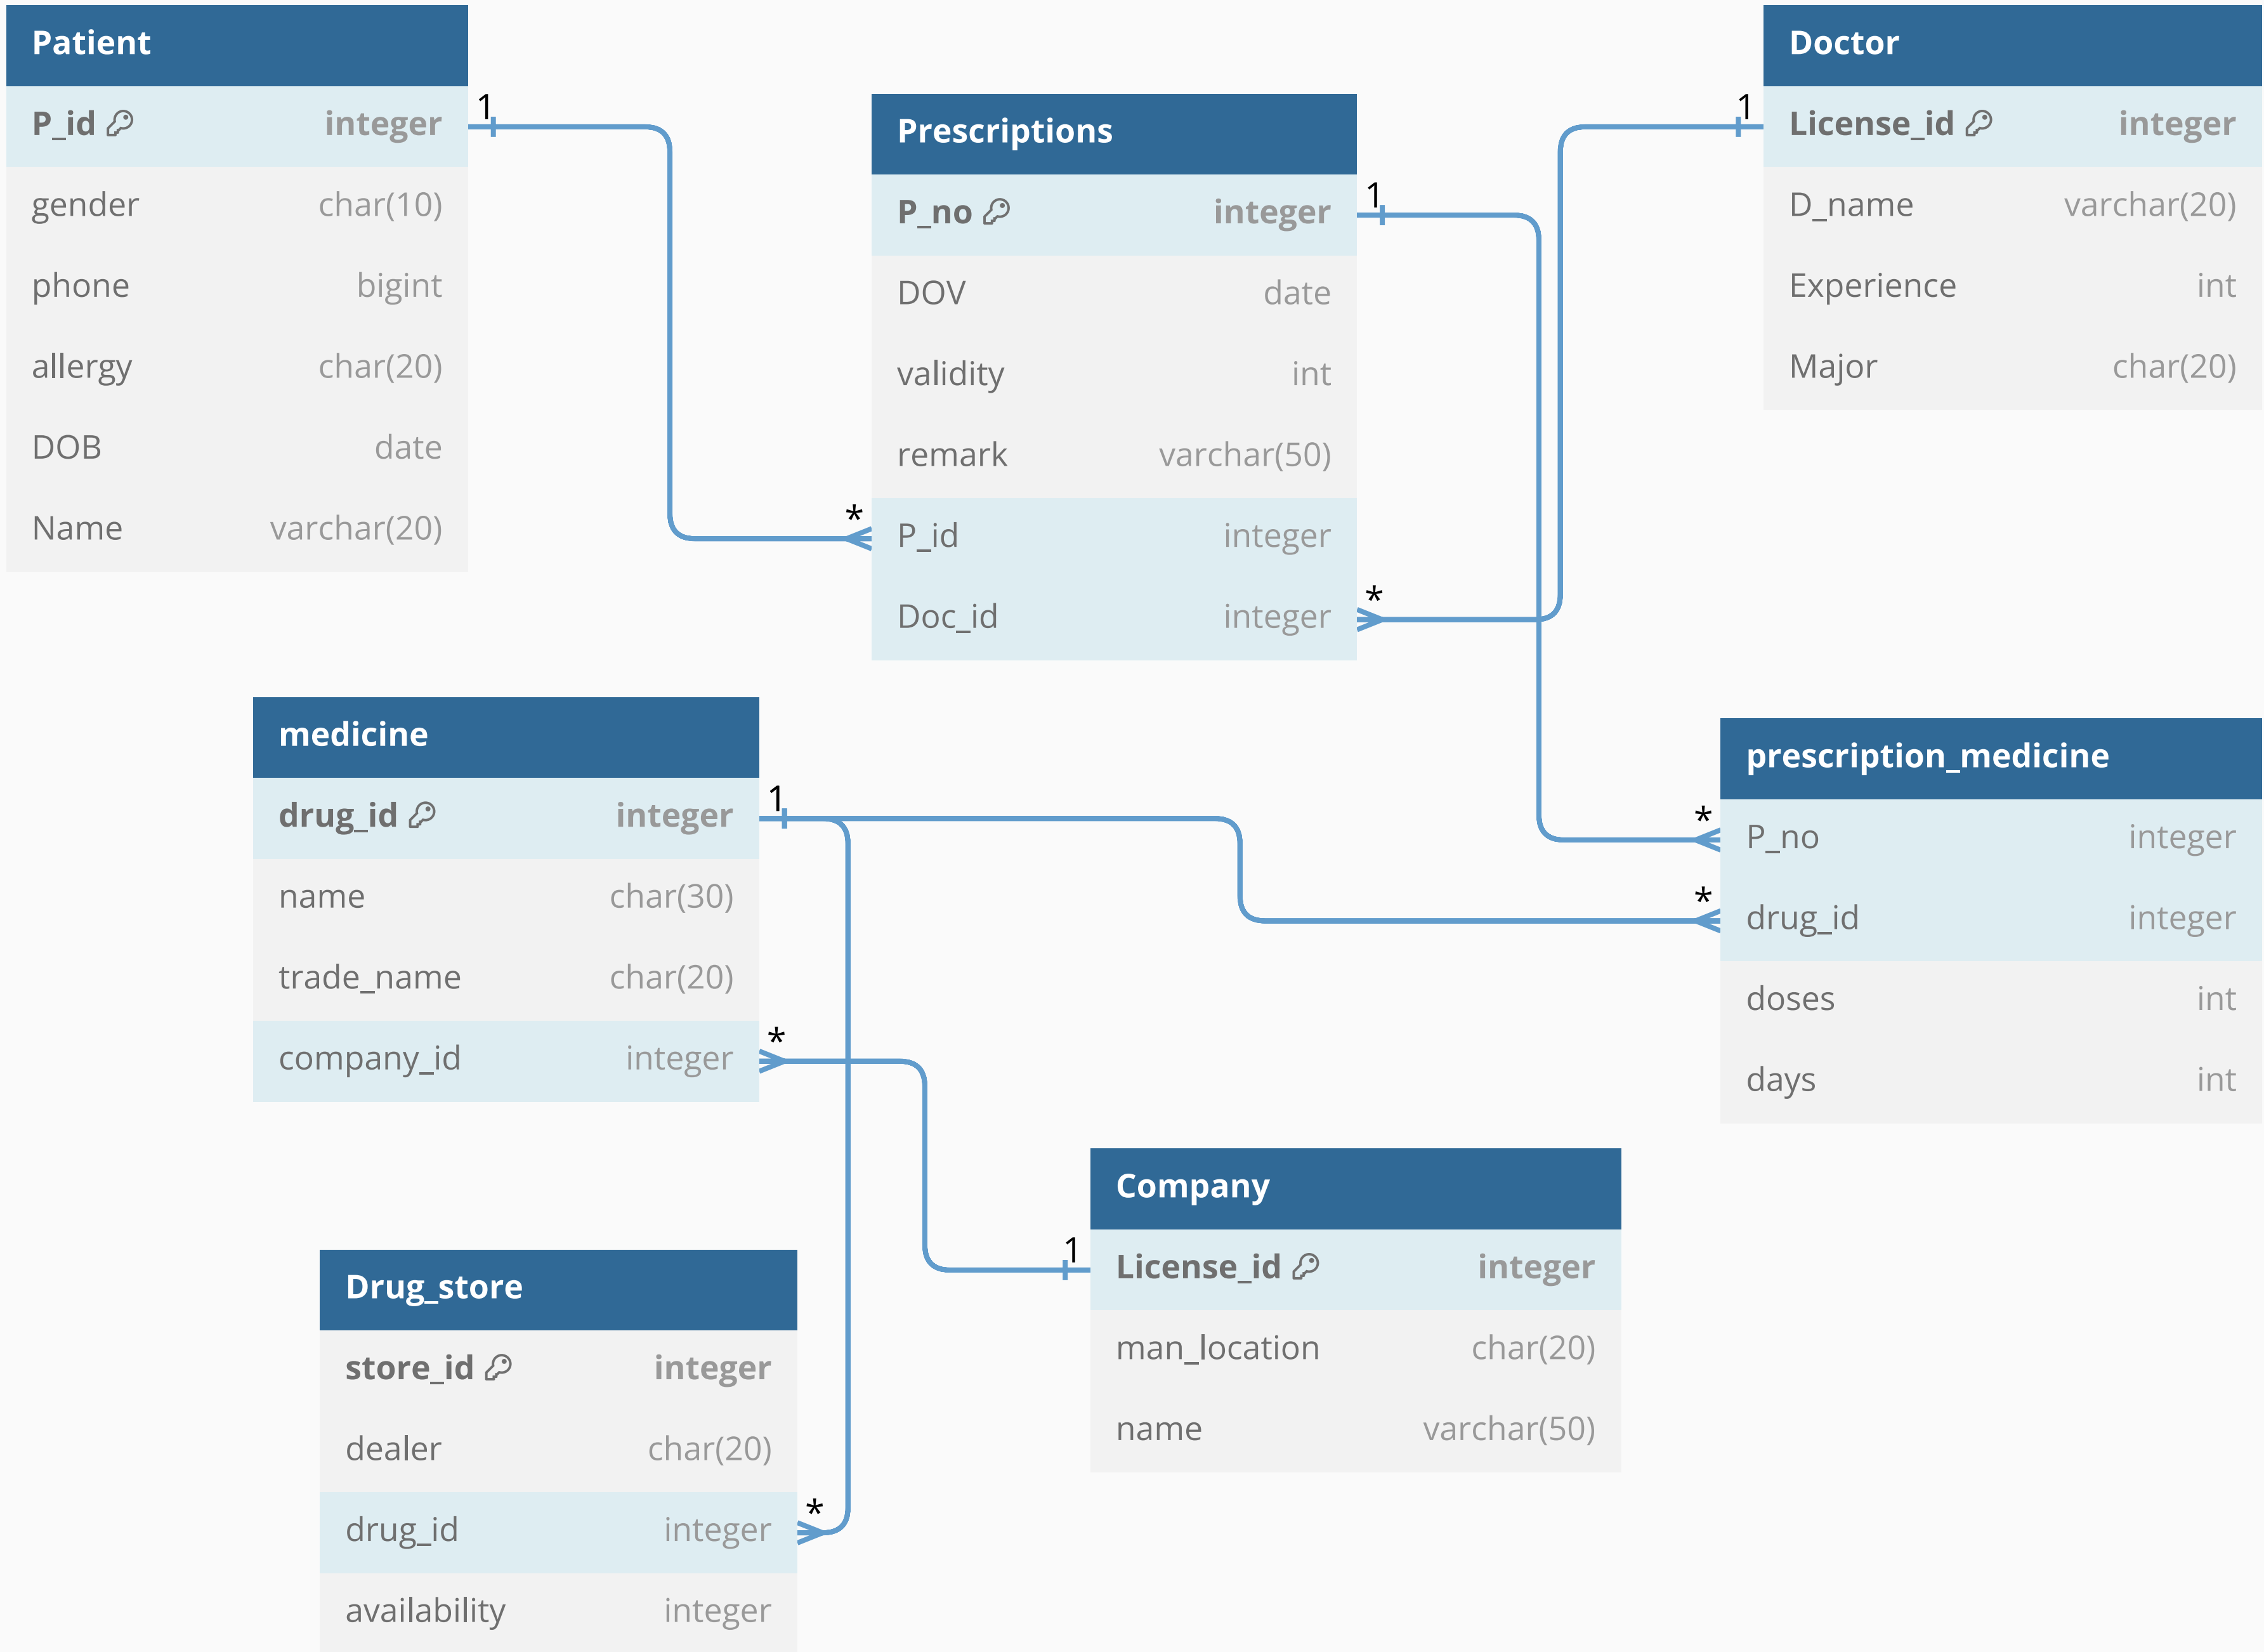 Patient
P_id integer
gender char(10)
phone bigint
allergy char(20)
DOB date
Name varchar(20)
1
*
Prescriptions
P_no integer
DOV date
validity int
remark varchar(50)
P_id integer
Doc_id integer
1
*
Doctor
License_id integer
D_name varchar(20)
Experience int
Major char(20)
1
medicine
drug_id integer
name char(30)
trade_name char(20)
company_id integer
1
*
prescription_medicine
P_no integer
drug_id integer
doses int
days int
*
*
Company
License_id integer
man_location char(20)
name varchar(50)
1
Drug_store
store_id integer
dealer char(20)
drug_id integer
availability integer
*